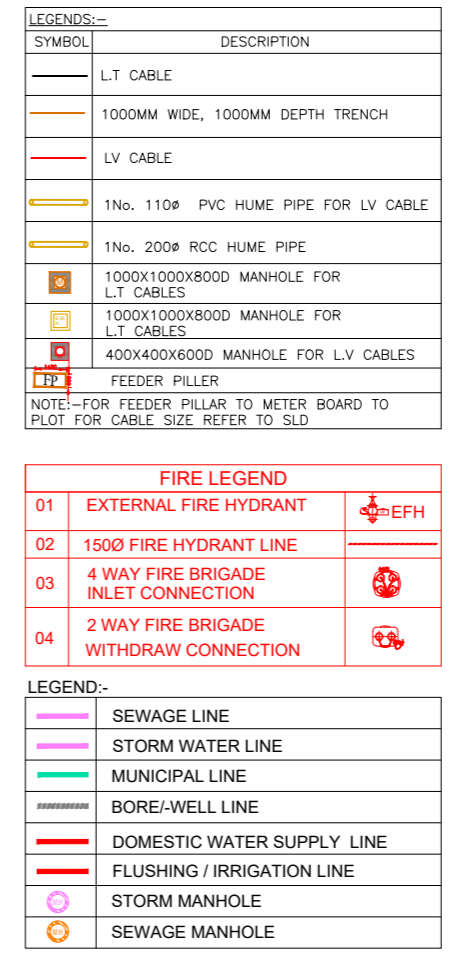 LEGENDS:–
SYMBOL DESCRIPTION
L.T CABLE
1000MM WIDE, 1000MM DEPTH TRENCH
LV CABLE
1No. 110ø PVC HUME PIPE FOR LV CABLE
1No. 200ø RCC HUME PIPE
1000X1000X800D MANHOLE FOR
L.T CABLES
1000X1000X800D MANHOLE FOR
L.T CABLES
400X400X600D MANHOLE FOR L.V CABLES
FP FEEDER PILLER
NOTE:–FOR FEEDER PILLAR TO METER BOARD TO
PLOT FOR CABLE SIZE REFER TO SLD
FIRE LEGEND
01 EXTERNAL FIRE HYDRANT EFH
02 150Ø FIRE HYDRANT LINE
03 4 WAY FIRE BRIGADE
INLET CONNECTION
04 2 WAY FIRE BRIGADE
WITHDRAW CONNECTION
LEGEND:-
SEWAGE LINE
STORM WATER LINE
MUNICIPAL LINE
BORE/-WELL LINE
DOMESTIC WATER SUPPLY LINE
FLUSHING / IRRIGATION LINE
STORM MANHOLE
SEWAGE MANHOLE